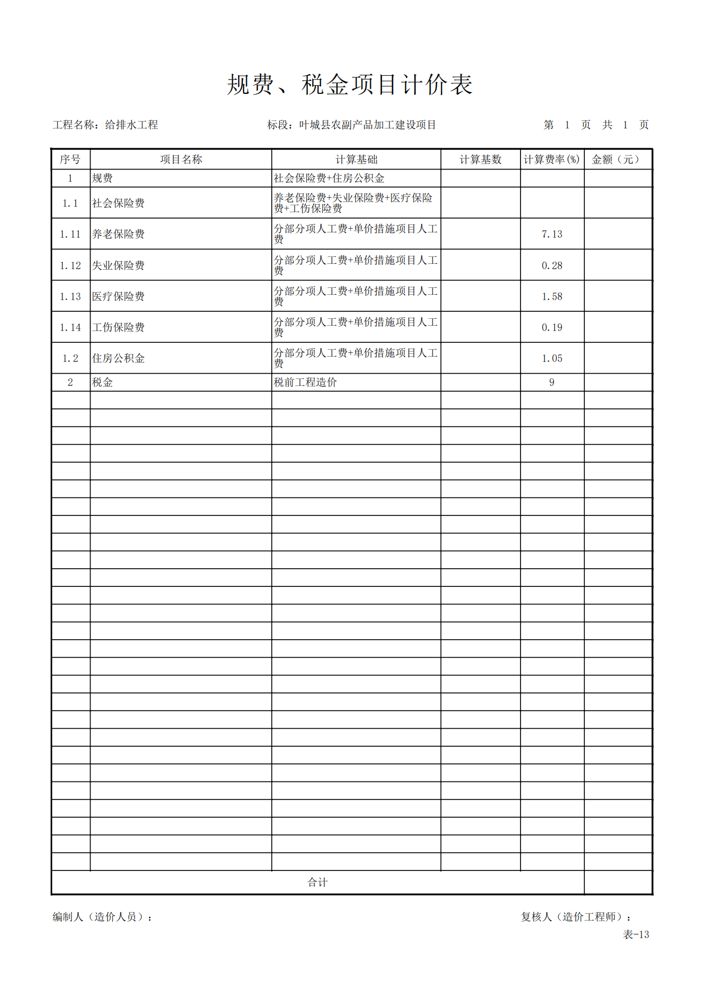 规费、税金项目计价表
工程名称：给排水工程 标段：叶城县农副产品加工建设项目 第 1 页 共 1 页
序号 项目名称 计算基础 计算基数 计算费率(%) 金额（元）
1 规费 社会保险费+住房公积金
1.1 社会保险费 养老保险费+失业保险费+医疗保险
费+工伤保险费
1.11 养老保险费 分部分项人工费+单价措施项目人工
费 7.13
1.12 失业保险费 分部分项人工费+单价措施项目人工
费 0.28
1.13 医疗保险费 分部分项人工费+单价措施项目人工
费 1.58
1.14 工伤保险费 分部分项人工费+单价措施项目人工
费 0.19
1.2 住房公积金 分部分项人工费+单价措施项目人工
费 1.05
2 税金 税前工程造价 9
合计
编制人（造价人员）： 复核人（造价工程师）：
表-13